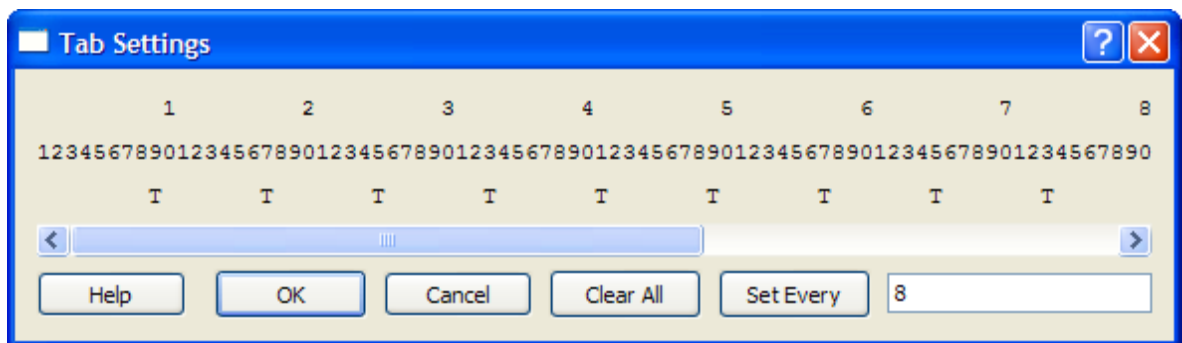 Tab Settings
1 2 3 4 5 6 7 8
12345678901234567890123456789012345678901234567890123456789012345678901234567890
T T T T T T T T T
Help OK Cancel Clear All Set Every 8